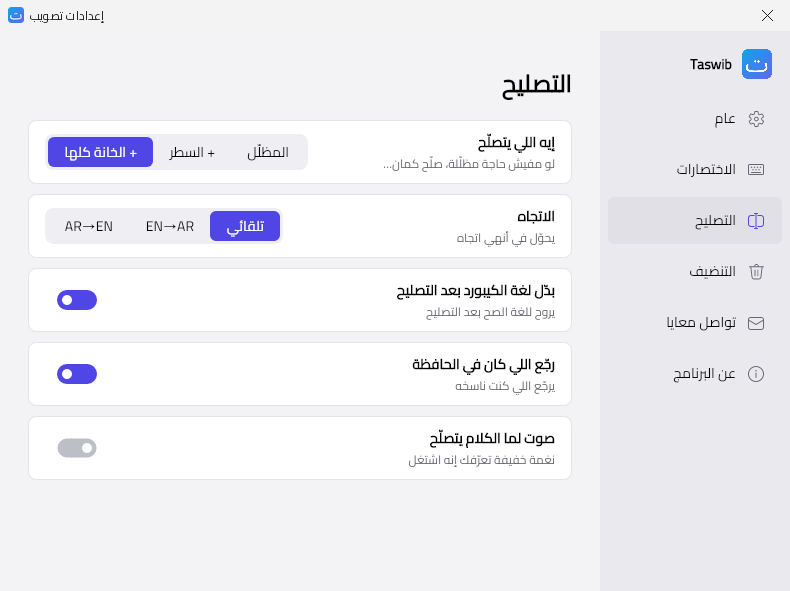 إعدادات تصويب
ت
Taswib
ت
عام
الاختصارات
التصليح
التنضيف
تواصل معايا
عن البرنامج
التصليح
إيه اللي يتصلّح
لو مفيش حاجة مظلّلة، صلّح كمان...
المظلّل
+ السطر
+ الخانة كلها
الاتجاه
يحوّل في أنهي اتجاه
تلقائي
EN→AR
AR→EN
بدّل لغة الكيبورد بعد التصليح
يروح للغة الصح بعد التصليح
رجّع اللي كان في الحافظة
يرجّع اللي كنت ناسخه
صوت لما الكلام يتصلّح
نغمة خفيفة تعرّفك إنه اشتغل